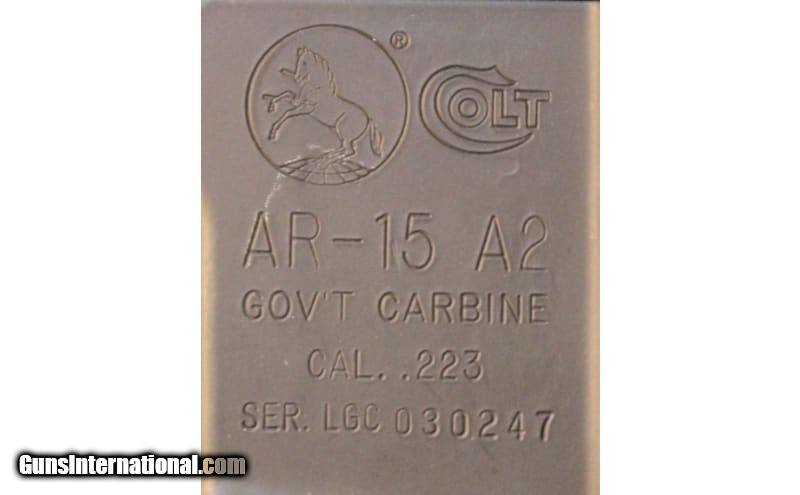 ®
COLT
AR-15 A2
GOV'T CARBINE
CAL. .223
SER. LGC 030247
GunsInternational.com